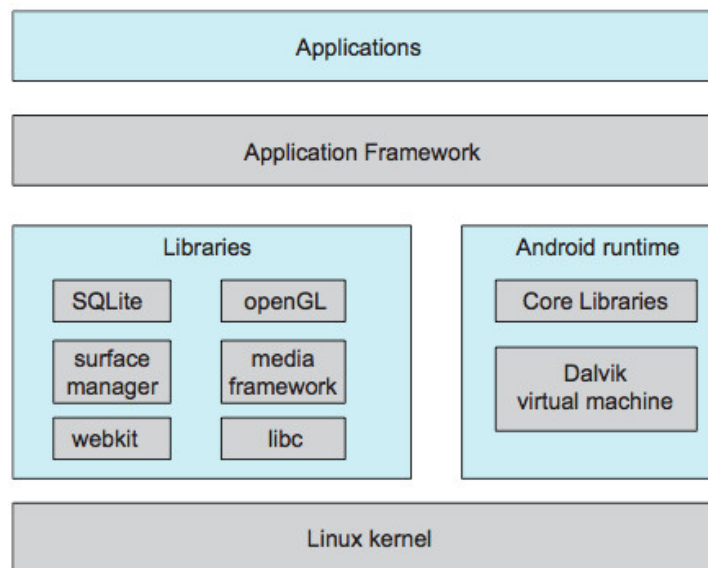 Applications
Application Framework
Libraries
SQLite
openGL
surface
manager
media
framework
webkit
libc
Android runtime
Core Libraries
Dalvik
virtual machine
Linux kernel